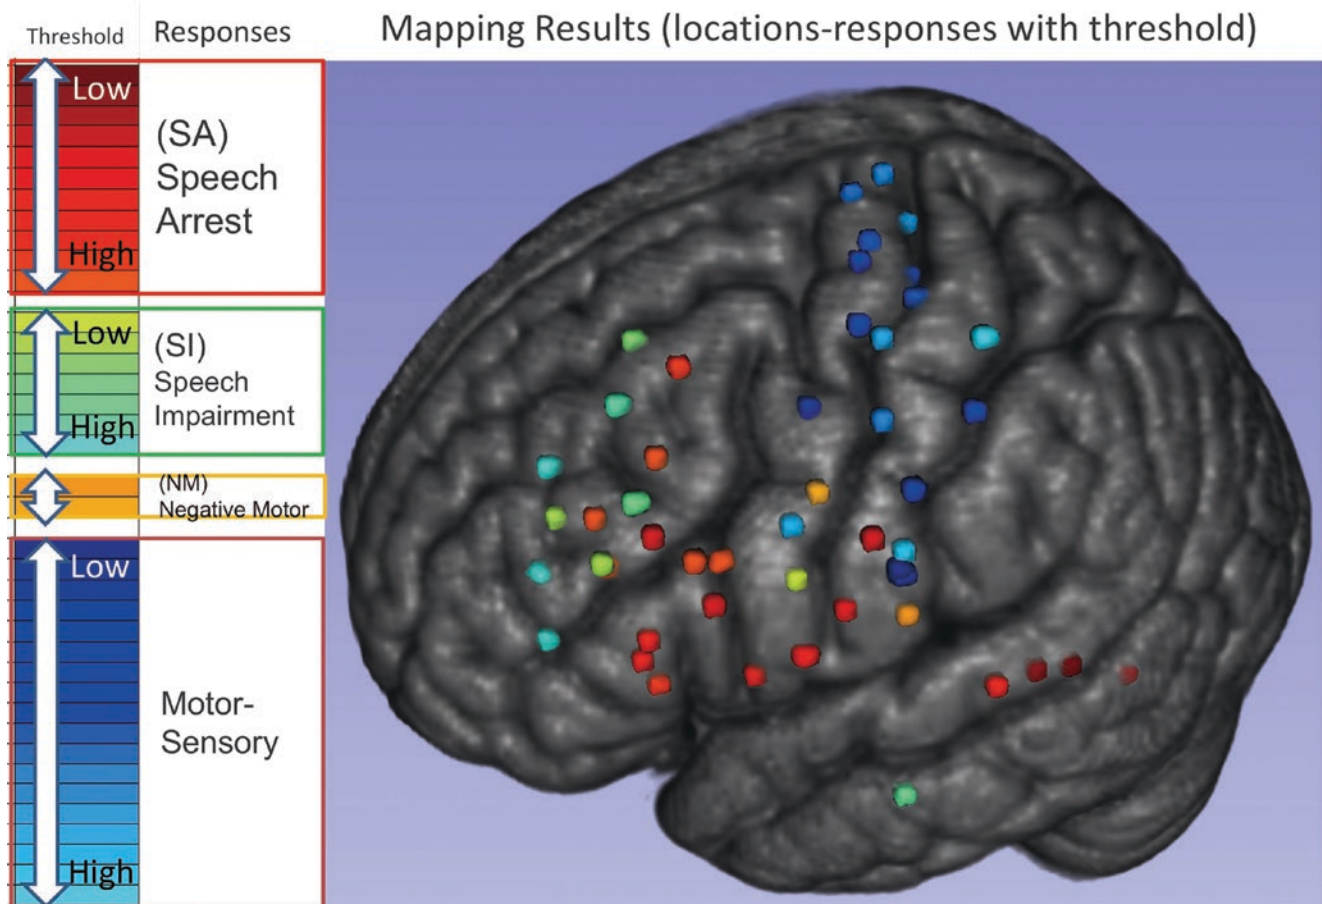 Threshold Responses Mapping Results (locations-responses with threshold)
Low
(SA)
Speech
Arrest
High
Low
(SI)
Speech
Impairment
High
(NM)
Negative Motor
Low
Motor-
Sensory
High